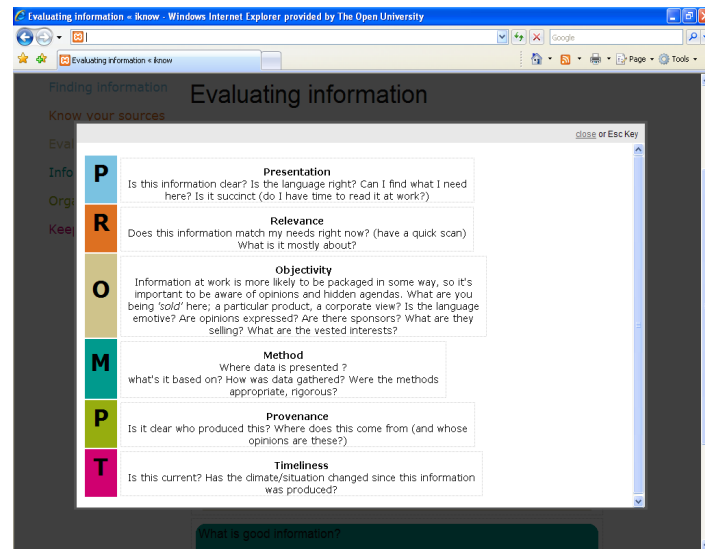 Evaluating information « iknow - Windows Internet Explorer provided by The Open University
Google
Evaluating information « iknow
Page
Tools
Finding information
Evaluating information
Know your sources
close or Esc Key
Eval
P
Presentation
Is this information clear? Is the language right? Can I find what I need
here? Is it succinct (do I have time to read it at work?)
Info
Orga
R
Relevance
Does this information match my needs right now? (have a quick scan)
What is it mostly about?
Keep
O
Objectivity
Information at work is more likely to be packaged in some way, so it's
important to be aware of opinions and hidden agendas. What are you
being 'sold' here; a particular product, a corporate view? Is the language
emotive? Are opinions expressed? Are there sponsors? What are they
selling? What are the vested interests?
M
Method
Where data is presented ?
what's it based on? How was data gathered? Were the methods
appropriate, rigorous?
P
Provenance
Is it clear who produced this? Where does this come from (and whose
opinions are these?)
T
Timeliness
Is this current? Has the climate/situation changed since this information
was produced?
What is good information?